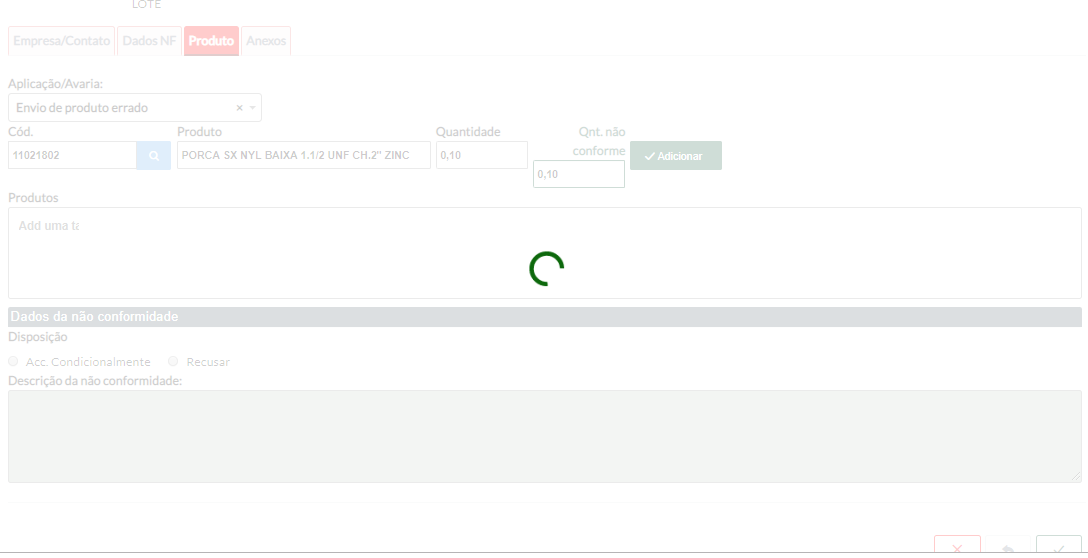 LOTE
Empresa/Contato Dados NF Produto Anexos
Aplicação/Avaria:
Envio de produto errado
Cód. Produto Quantidade Qnt. não conforme
11021802 PORCA SX NYL BAIXA 1.1/2 UNF CH.2" ZINC 0,10 0,10 Adicionar
Produtos
Add uma ta
Dados da não conformidade
Disposição
Acc. Condicionalmente Recusar
Descrição da não conformidade: